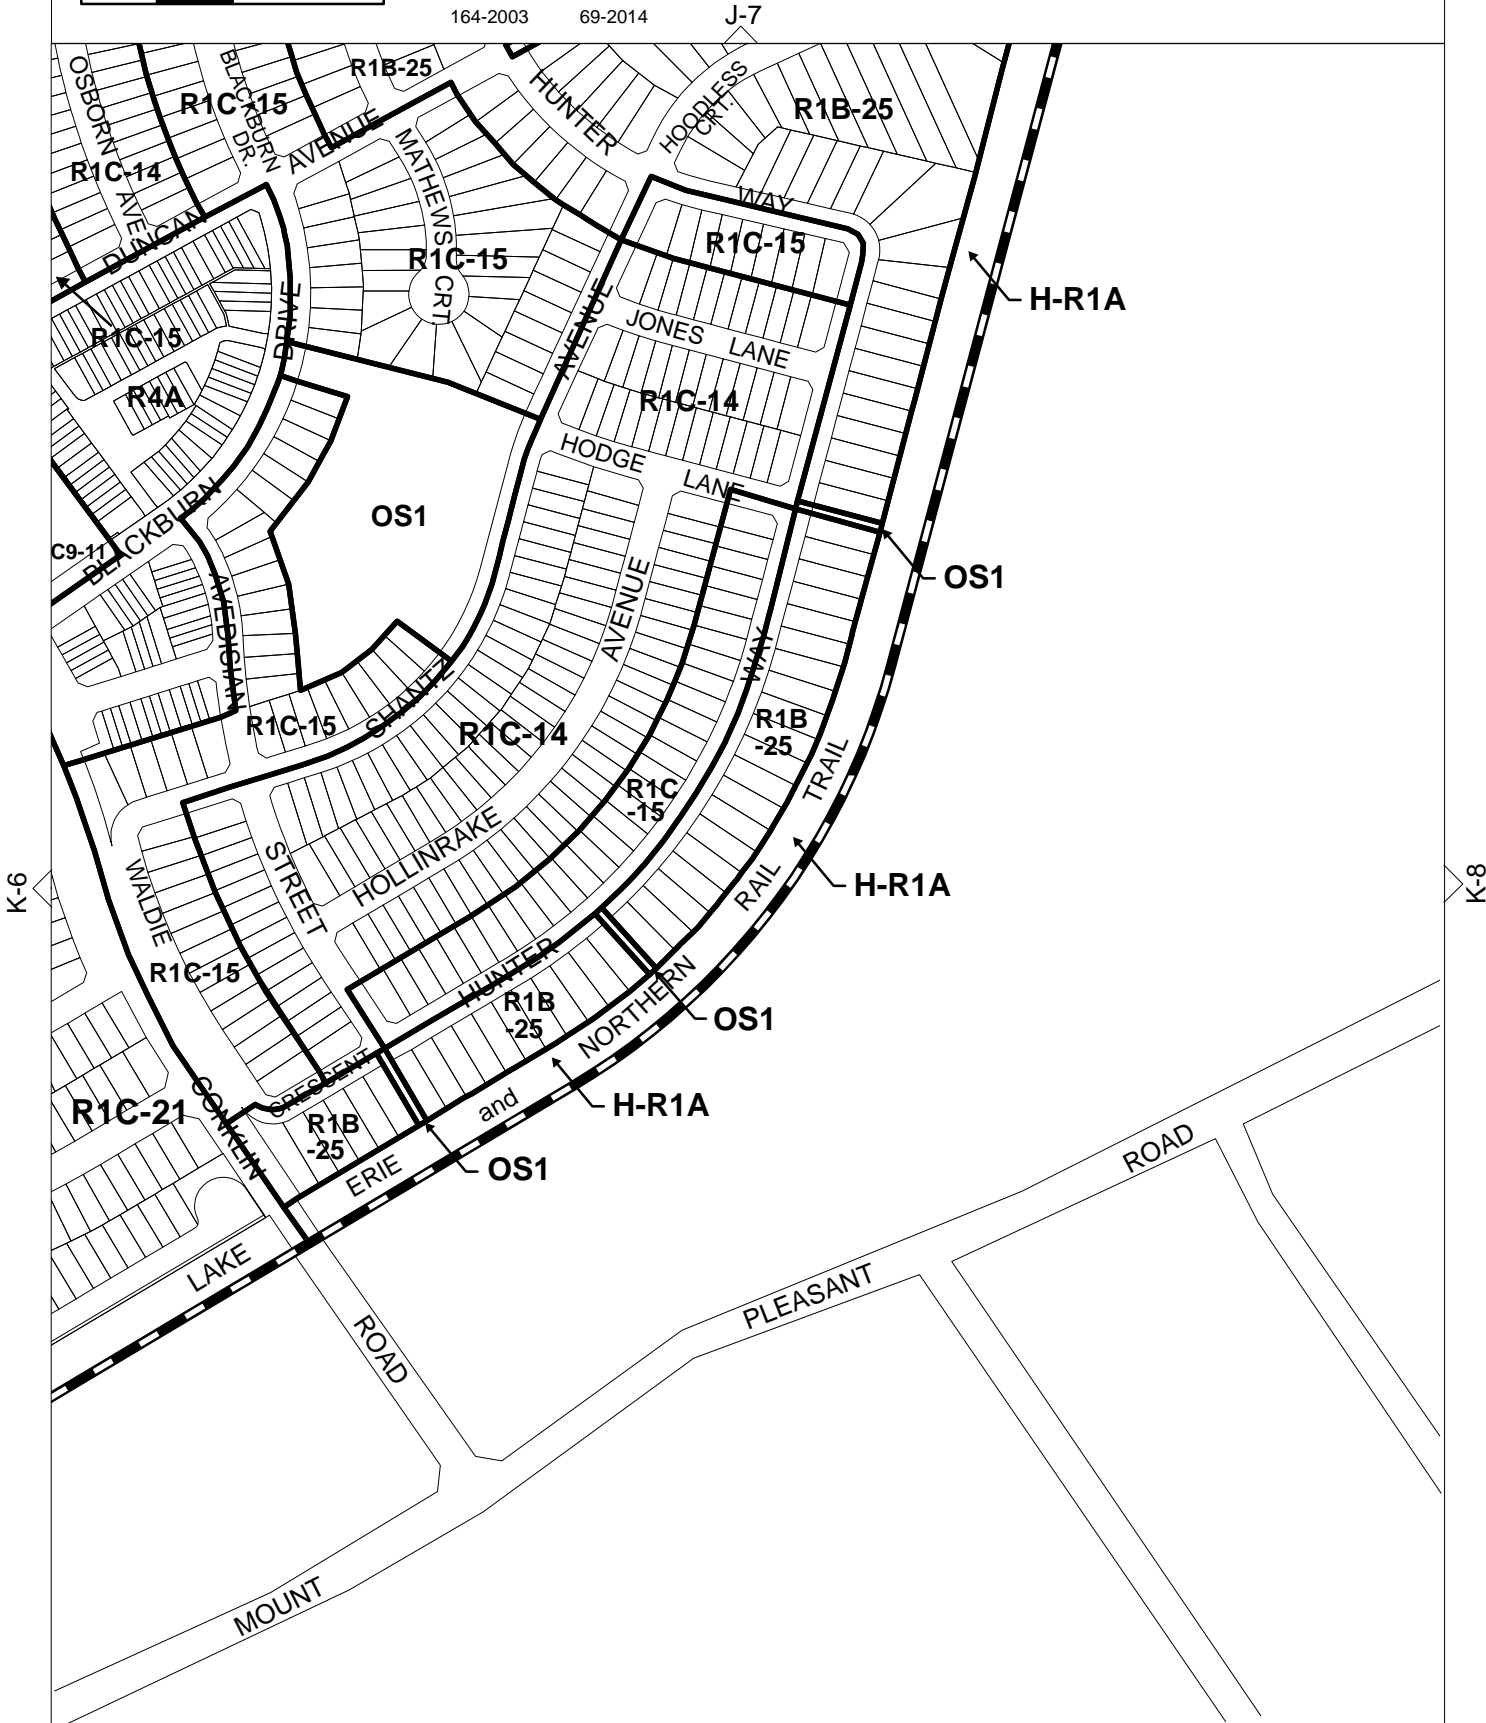 164-2003 69-2014 J-7
OSBORN AVE
BLACKBURN DR.
R1B-25
R1C-15
HUNTER
HOODLESS CRT.
R1B-25
AVENUE
MATHEWS CRT
R1C-14
DUNCAN
WAY
R1C-15
R1C-15
H-R1A
DRIVE
AVENUE
JONES LANE
R1C-15
R4A
R1C-14
HODGE LANE
OS1
BLACKBURN
C9-11
OS1
AVEDISIAN
AVENUE
WAY
SHANTZ
R1C-15
R1C-14
R1B
-25
TRAIL
R1C
-15
HOLLINRAKE
STREET
WALDIE
RAIL
H-R1A
K-6
K-8
R1C-15
HUNTER
R1B
-25
NORTHERN
OS1
CRESCENT
CONKLIN
R1C-21
R1B
-25
and
H-R1A
ERIE
OS1
ROAD
LAKE
PLEASANT
ROAD
MOUNT